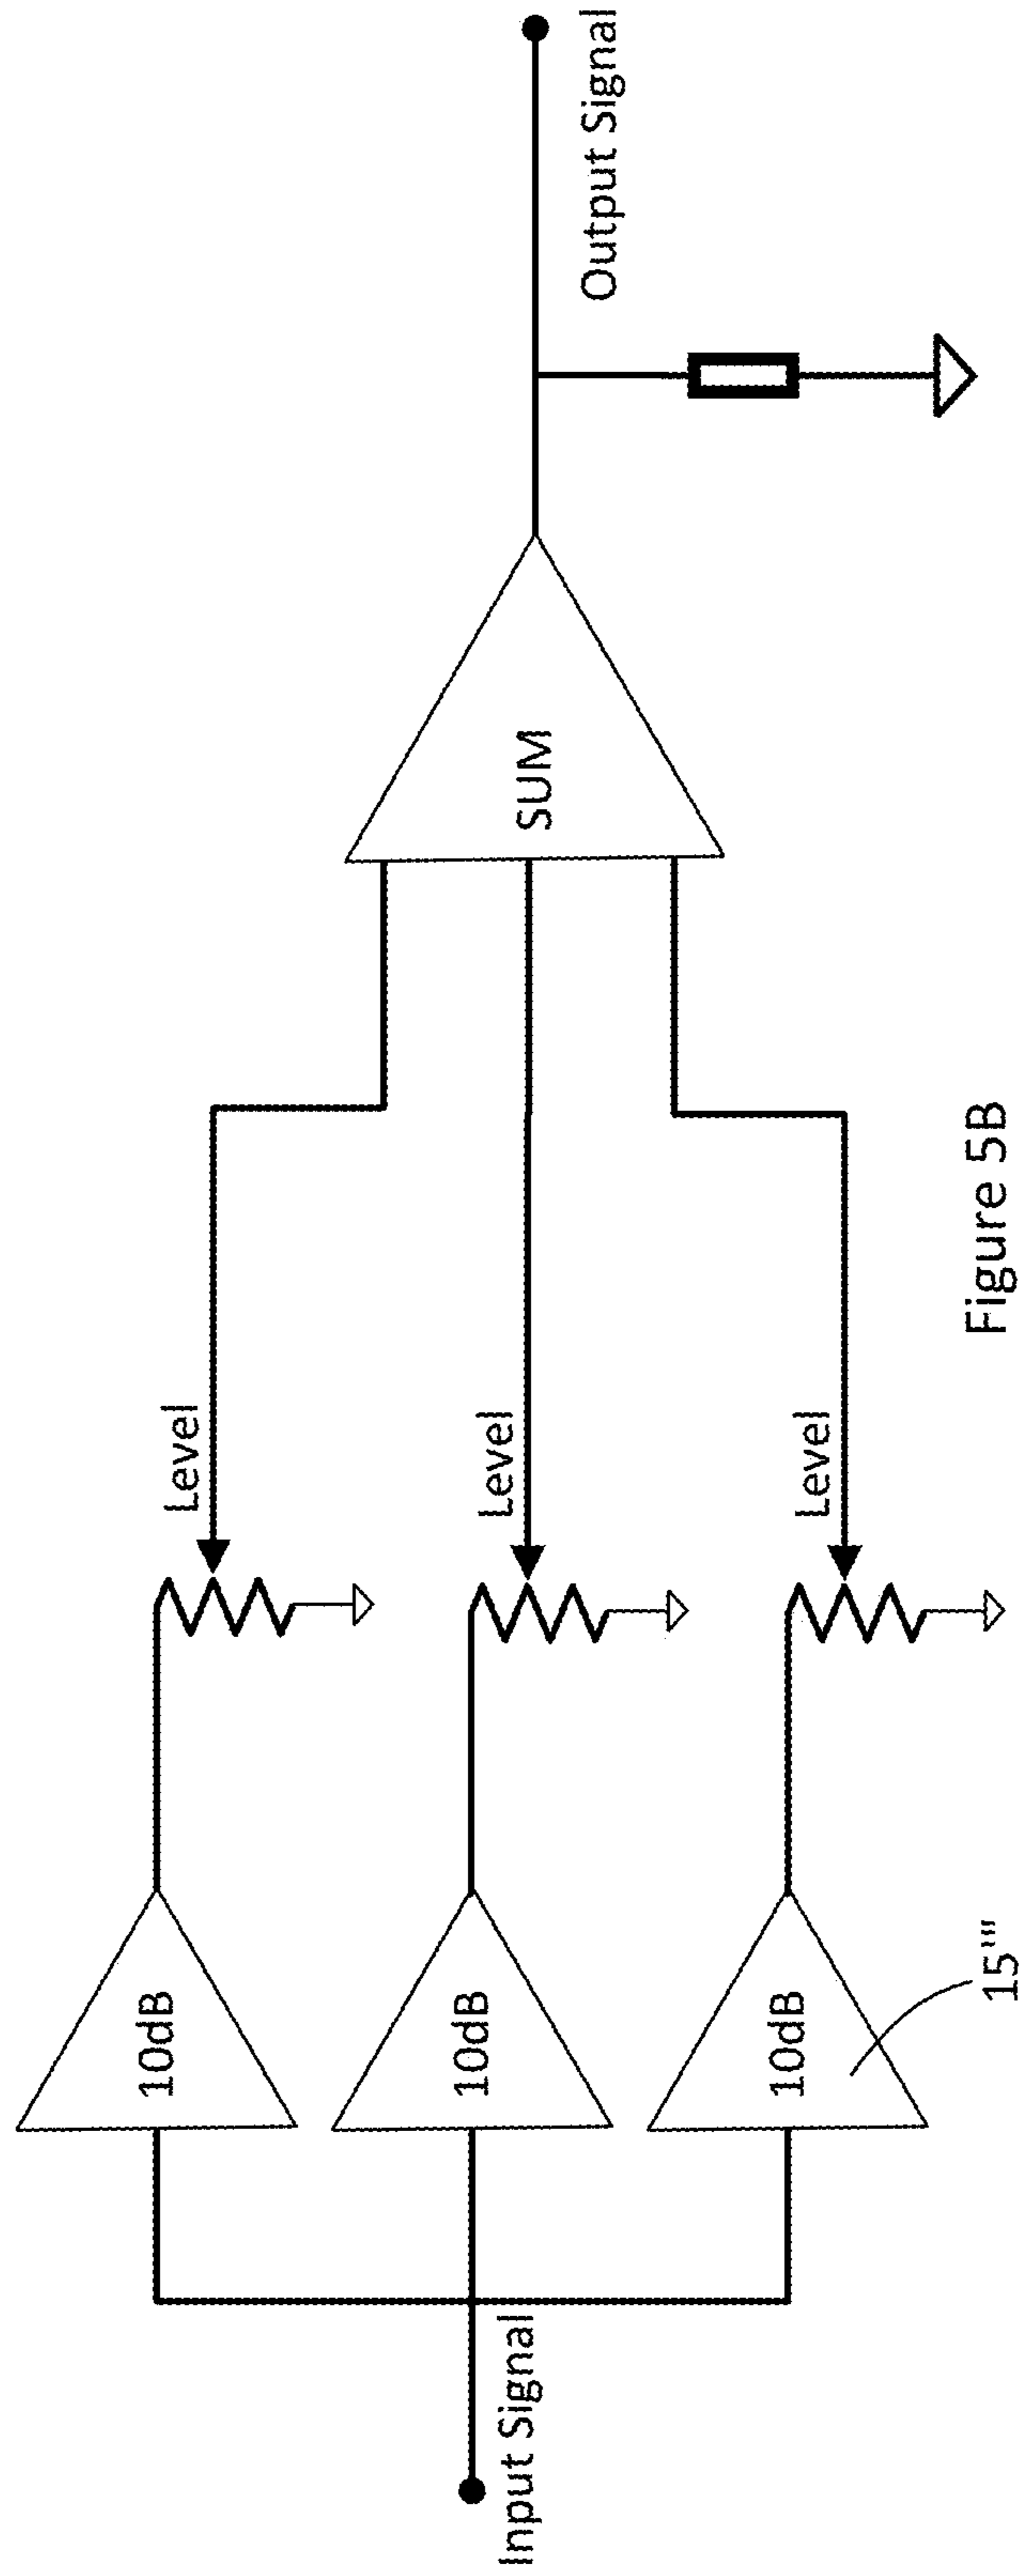 Input Signal
10dB
10dB
10dB
15'''
Level
Level
Level
SUM
Output Signal
Figure 5B